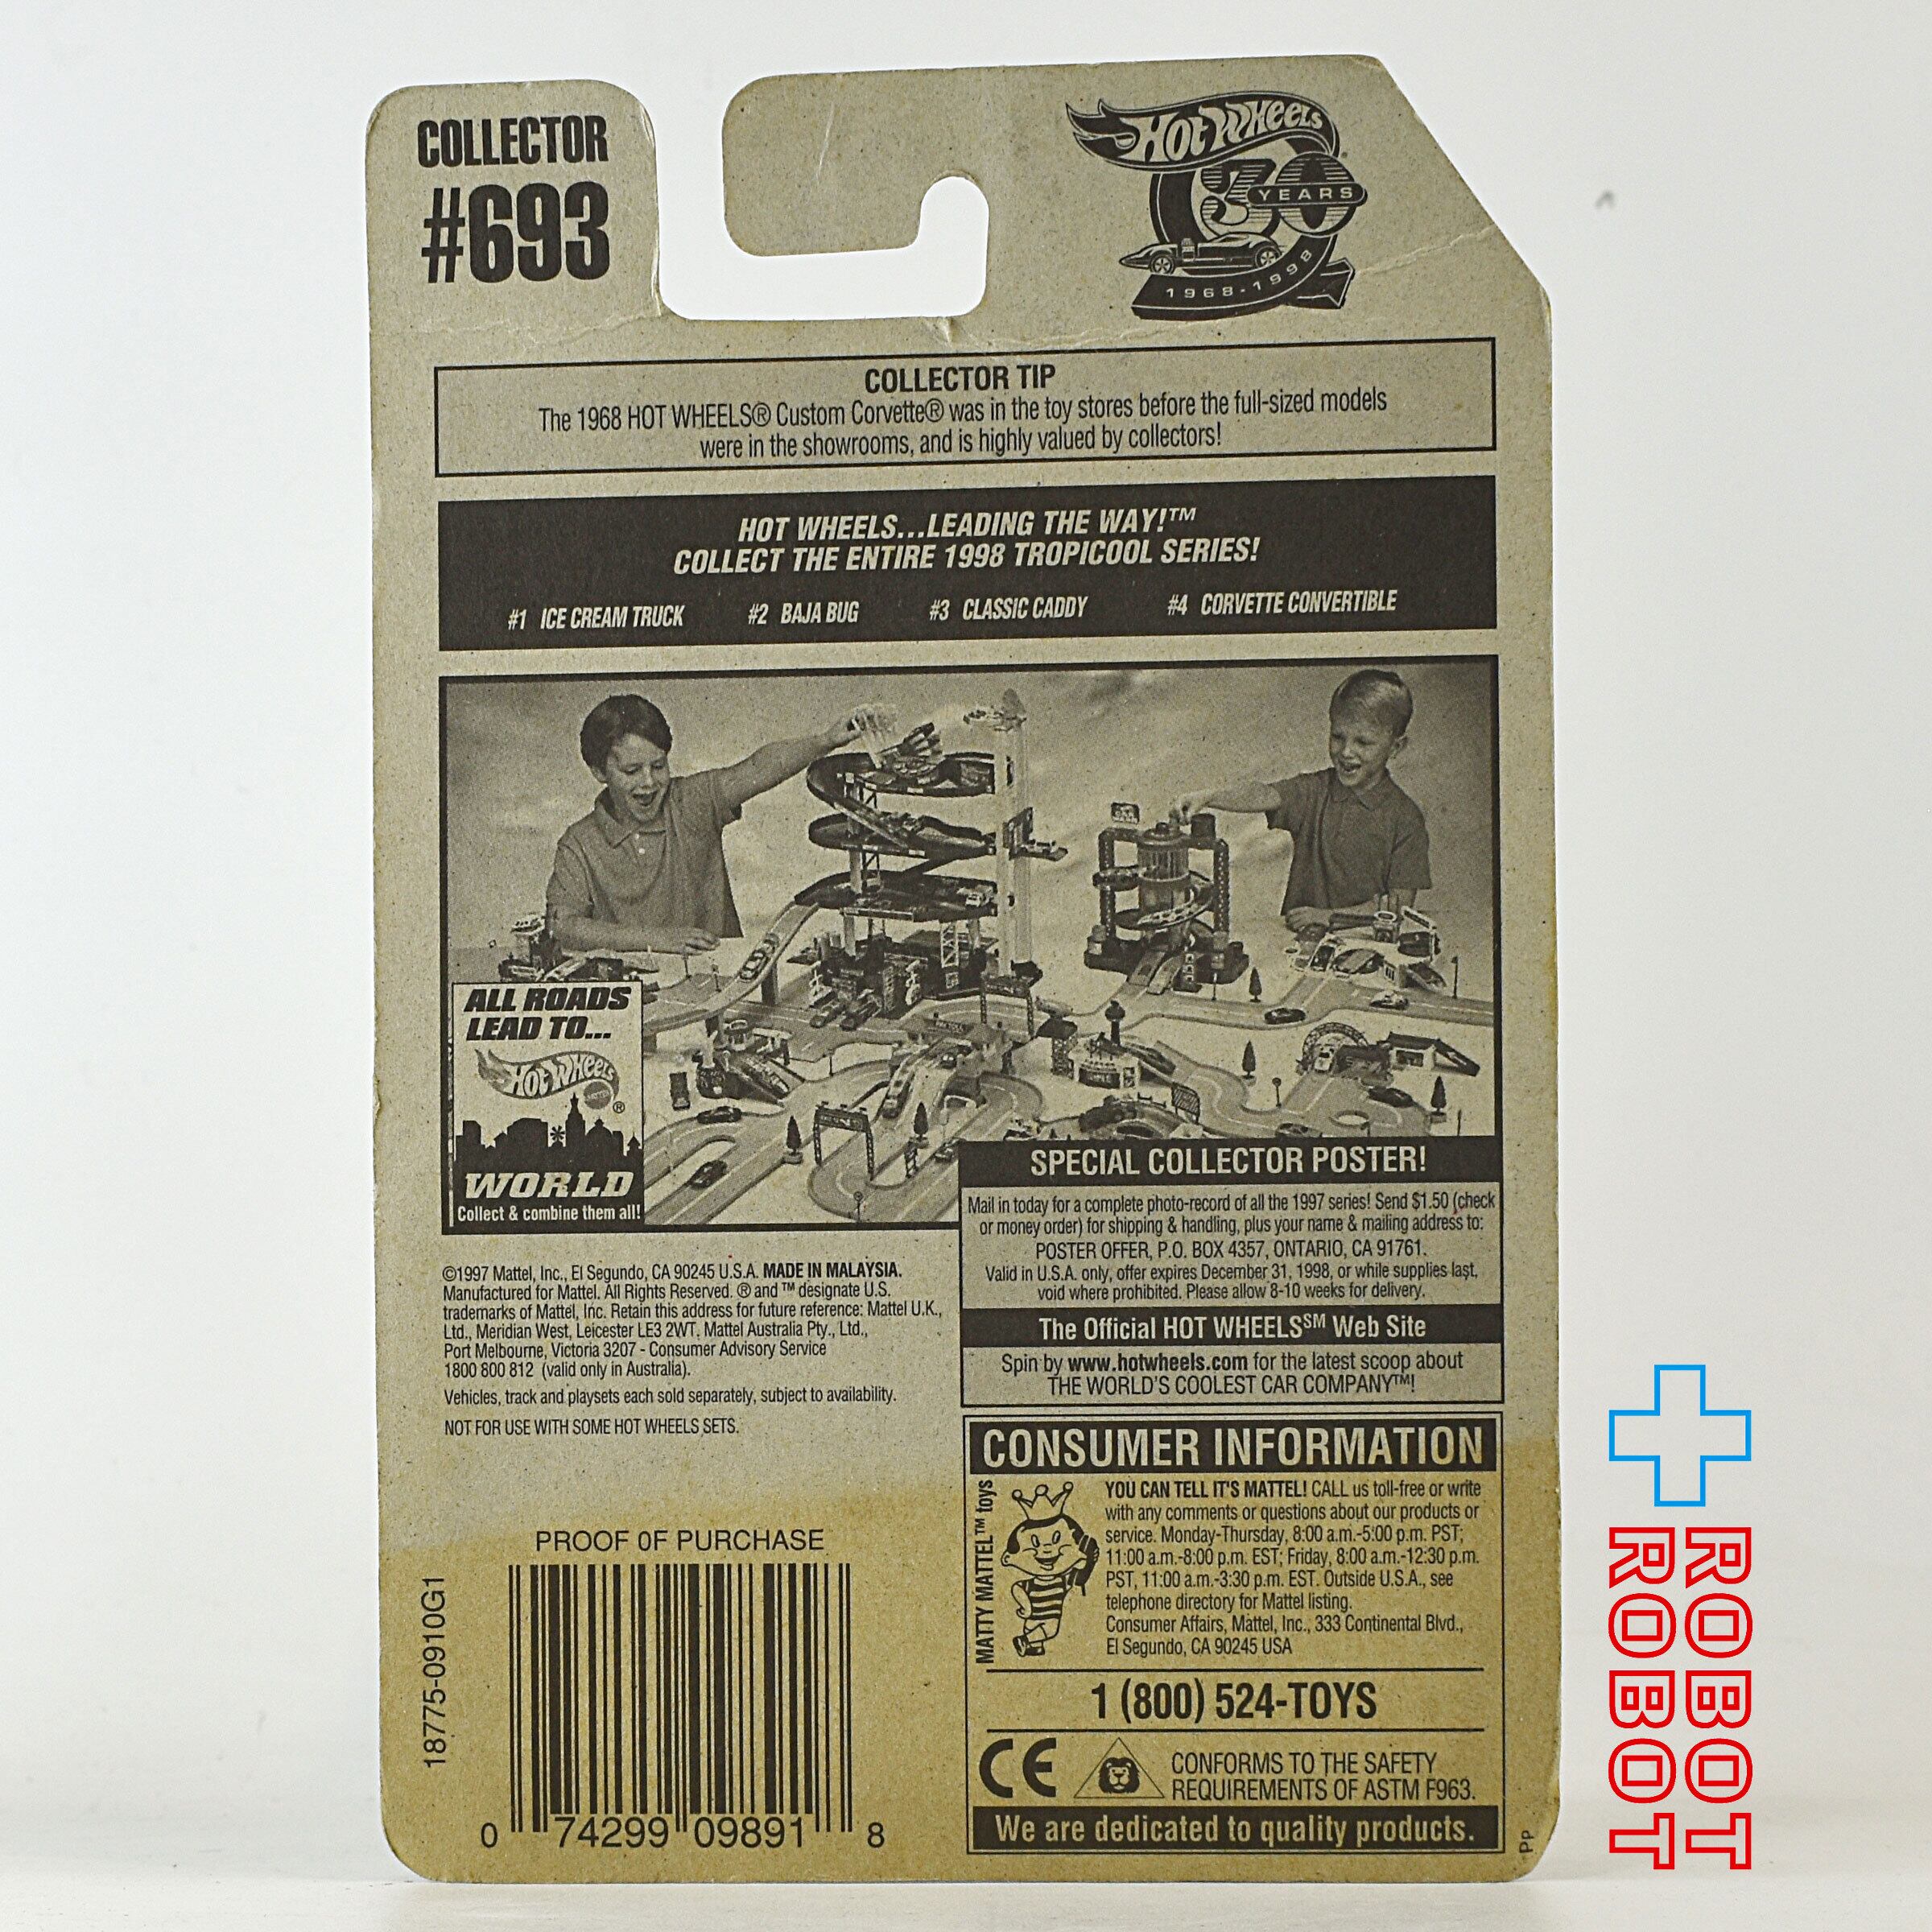 COLLECTOR
#693
Hot Wheels
30
YEARS
1968-1998
COLLECTOR TIP
The 1968 HOT WHEELS® Custom Corvette® was in the toy stores before the full-sized models
were in the showrooms, and is highly valued by collectors!
HOT WHEELS...LEADING THE WAY!™
COLLECT THE ENTIRE 1998 TROPICOOL SERIES!
#1 ICE CREAM TRUCK #2 BAJA BUG #3 CLASSIC CADDY #4 CORVETTE CONVERTIBLE
ALL ROADS
LEAD TO...
Hot Wheels
®
WORLD
Collect & combine them all!
SPECIAL COLLECTOR POSTER!
Mail in today for a complete photo-record of all the 1997 series! Send $1.50 (check
or money order) for shipping & handling, plus your name & mailing address to:
POSTER OFFER, P.O. BOX 4357, ONTARIO, CA 91761.
Valid in U.S.A. only, offer expires December 31, 1998, or while supplies last,
void where prohibited. Please allow 8-10 weeks for delivery.
The Official HOT WHEELS℠ Web Site
Spin by www.hotwheels.com for the latest scoop about
THE WORLD'S COOLEST CAR COMPANY™!
©1997 Mattel, Inc., El Segundo, CA 90245 U.S.A. MADE IN MALAYSIA.
Manufactured for Mattel. All Rights Reserved. ® and ™ designate U.S.
trademarks of Mattel, Inc. Retain this address for future reference: Mattel U.K.,
Ltd., Meridian West, Leicester LE3 2WT. Mattel Australia Pty., Ltd.,
Port Melbourne, Victoria 3207 - Consumer Advisory Service
1800 800 812 (valid only in Australia).
Vehicles, track and playsets each sold separately, subject to availability.
NOT FOR USE WITH SOME HOT WHEELS SETS.
CONSUMER INFORMATION
MATTY MATTEL™ toys
YOU CAN TELL IT'S MATTEL! CALL us toll-free or write
with any comments or questions about our products or
service. Monday-Thursday, 8:00 a.m.-5:00 p.m. PST;
11:00 a.m.-8:00 p.m. EST; Friday, 8:00 a.m.-12:30 p.m.
PST, 11:00 a.m.-3:30 p.m. EST. Outside U.S.A., see
telephone directory for Mattel listing.
Consumer Affairs, Mattel, Inc., 333 Continental Blvd.,
El Segundo, CA 90245 USA
1 (800) 524-TOYS
CE
CONFORMS TO THE SAFETY
REQUIREMENTS OF ASTM F963.
We are dedicated to quality products.
PP
PROOF 0F PURCHASE
18775-0910G1
0 74299 09891 8
ROBOT
ROBOT